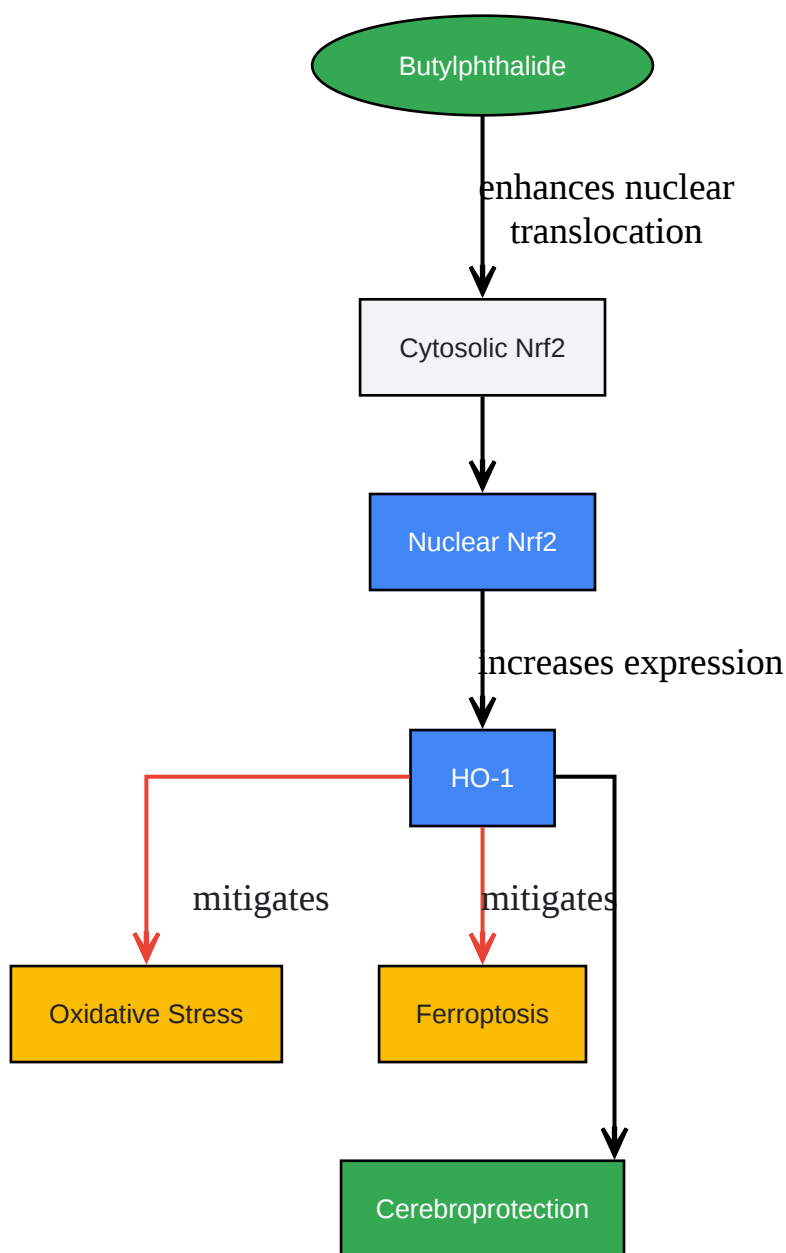 Butylphthalide
enhances nuclear
translocation
Cytosolic Nrf2
Nuclear Nrf2
increases expression
HO-1
mitigates
mitigates
Oxidative Stress
Ferroptosis
Cerebroprotection